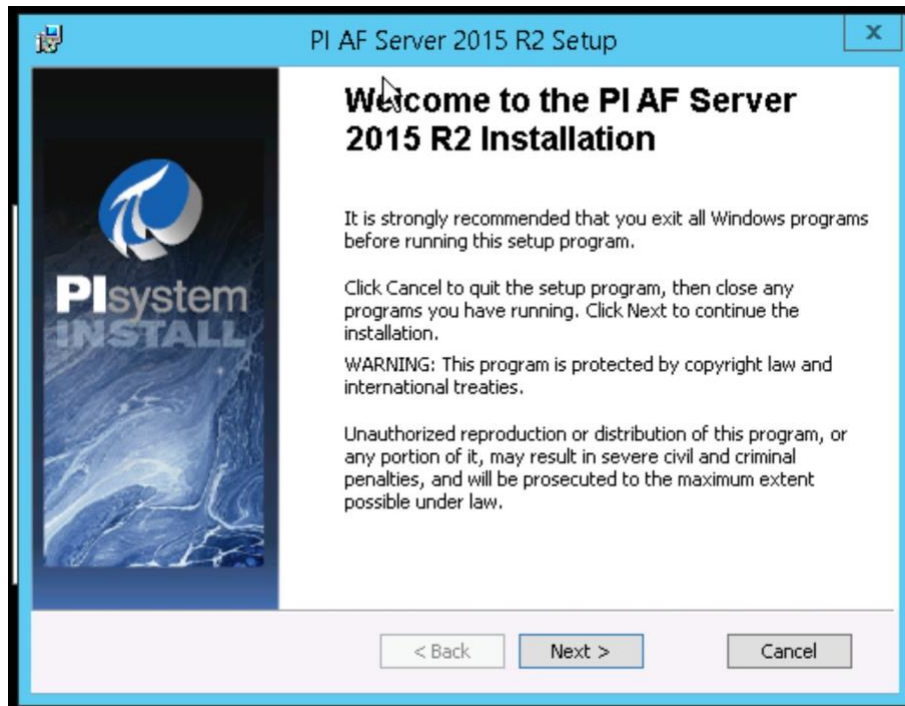 PI AF Server 2015 R2 Setup
x
Welcome to the PI AF Server
2015 R2 Installation
It is strongly recommended that you exit all Windows programs
before running this setup program.
PIsystem
INSTALL
Click Cancel to quit the setup program, then close any
programs you have running. Click Next to continue the
installation.
WARNING: This program is protected by copyright law and
international treaties.
Unauthorized reproduction or distribution of this program, or
any portion of it, may result in severe civil and criminal
penalties, and will be prosecuted to the maximum extent
possible under law.
< Back
Next >
Cancel